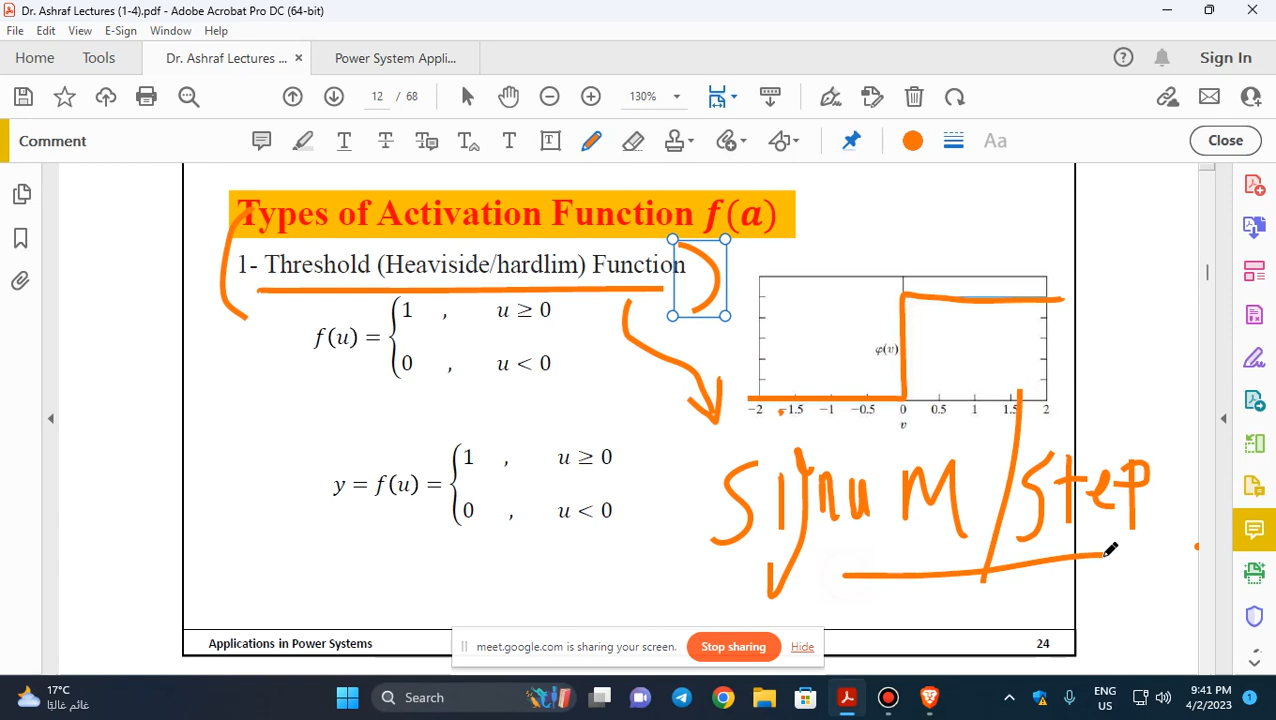 Dr. Ashraf Lectures (1-4).pdf - Adobe Acrobat Pro DC (64-bit)
File Edit View E-Sign Window Help
Home Tools Dr. Ashraf Lectures ... × Power System Appli... Sign In
12 / 68 130%
Comment Aa Close
Types of Activation Function f(a)
1- Threshold (Heaviside/hardlim) Function
f(u) = { 1 , u ≥ 0
0 , u < 0
φ(v)
-2 -1.5 -1 -0.5 0 0.5 1 1.5 2
v
y = f(u) = { 1 , u ≥ 0
0 , u < 0
Signum / Step
Applications in Power Systems 24
meet.google.com is sharing your screen. Stop sharing Hide
17°C
غائم غالبًا
Search
ENG
US
9:41 PM
4/2/2023
1